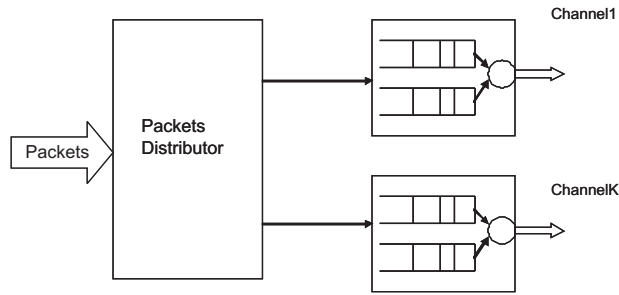 Channel1
Packets
Packets
Distributor
ChannelK